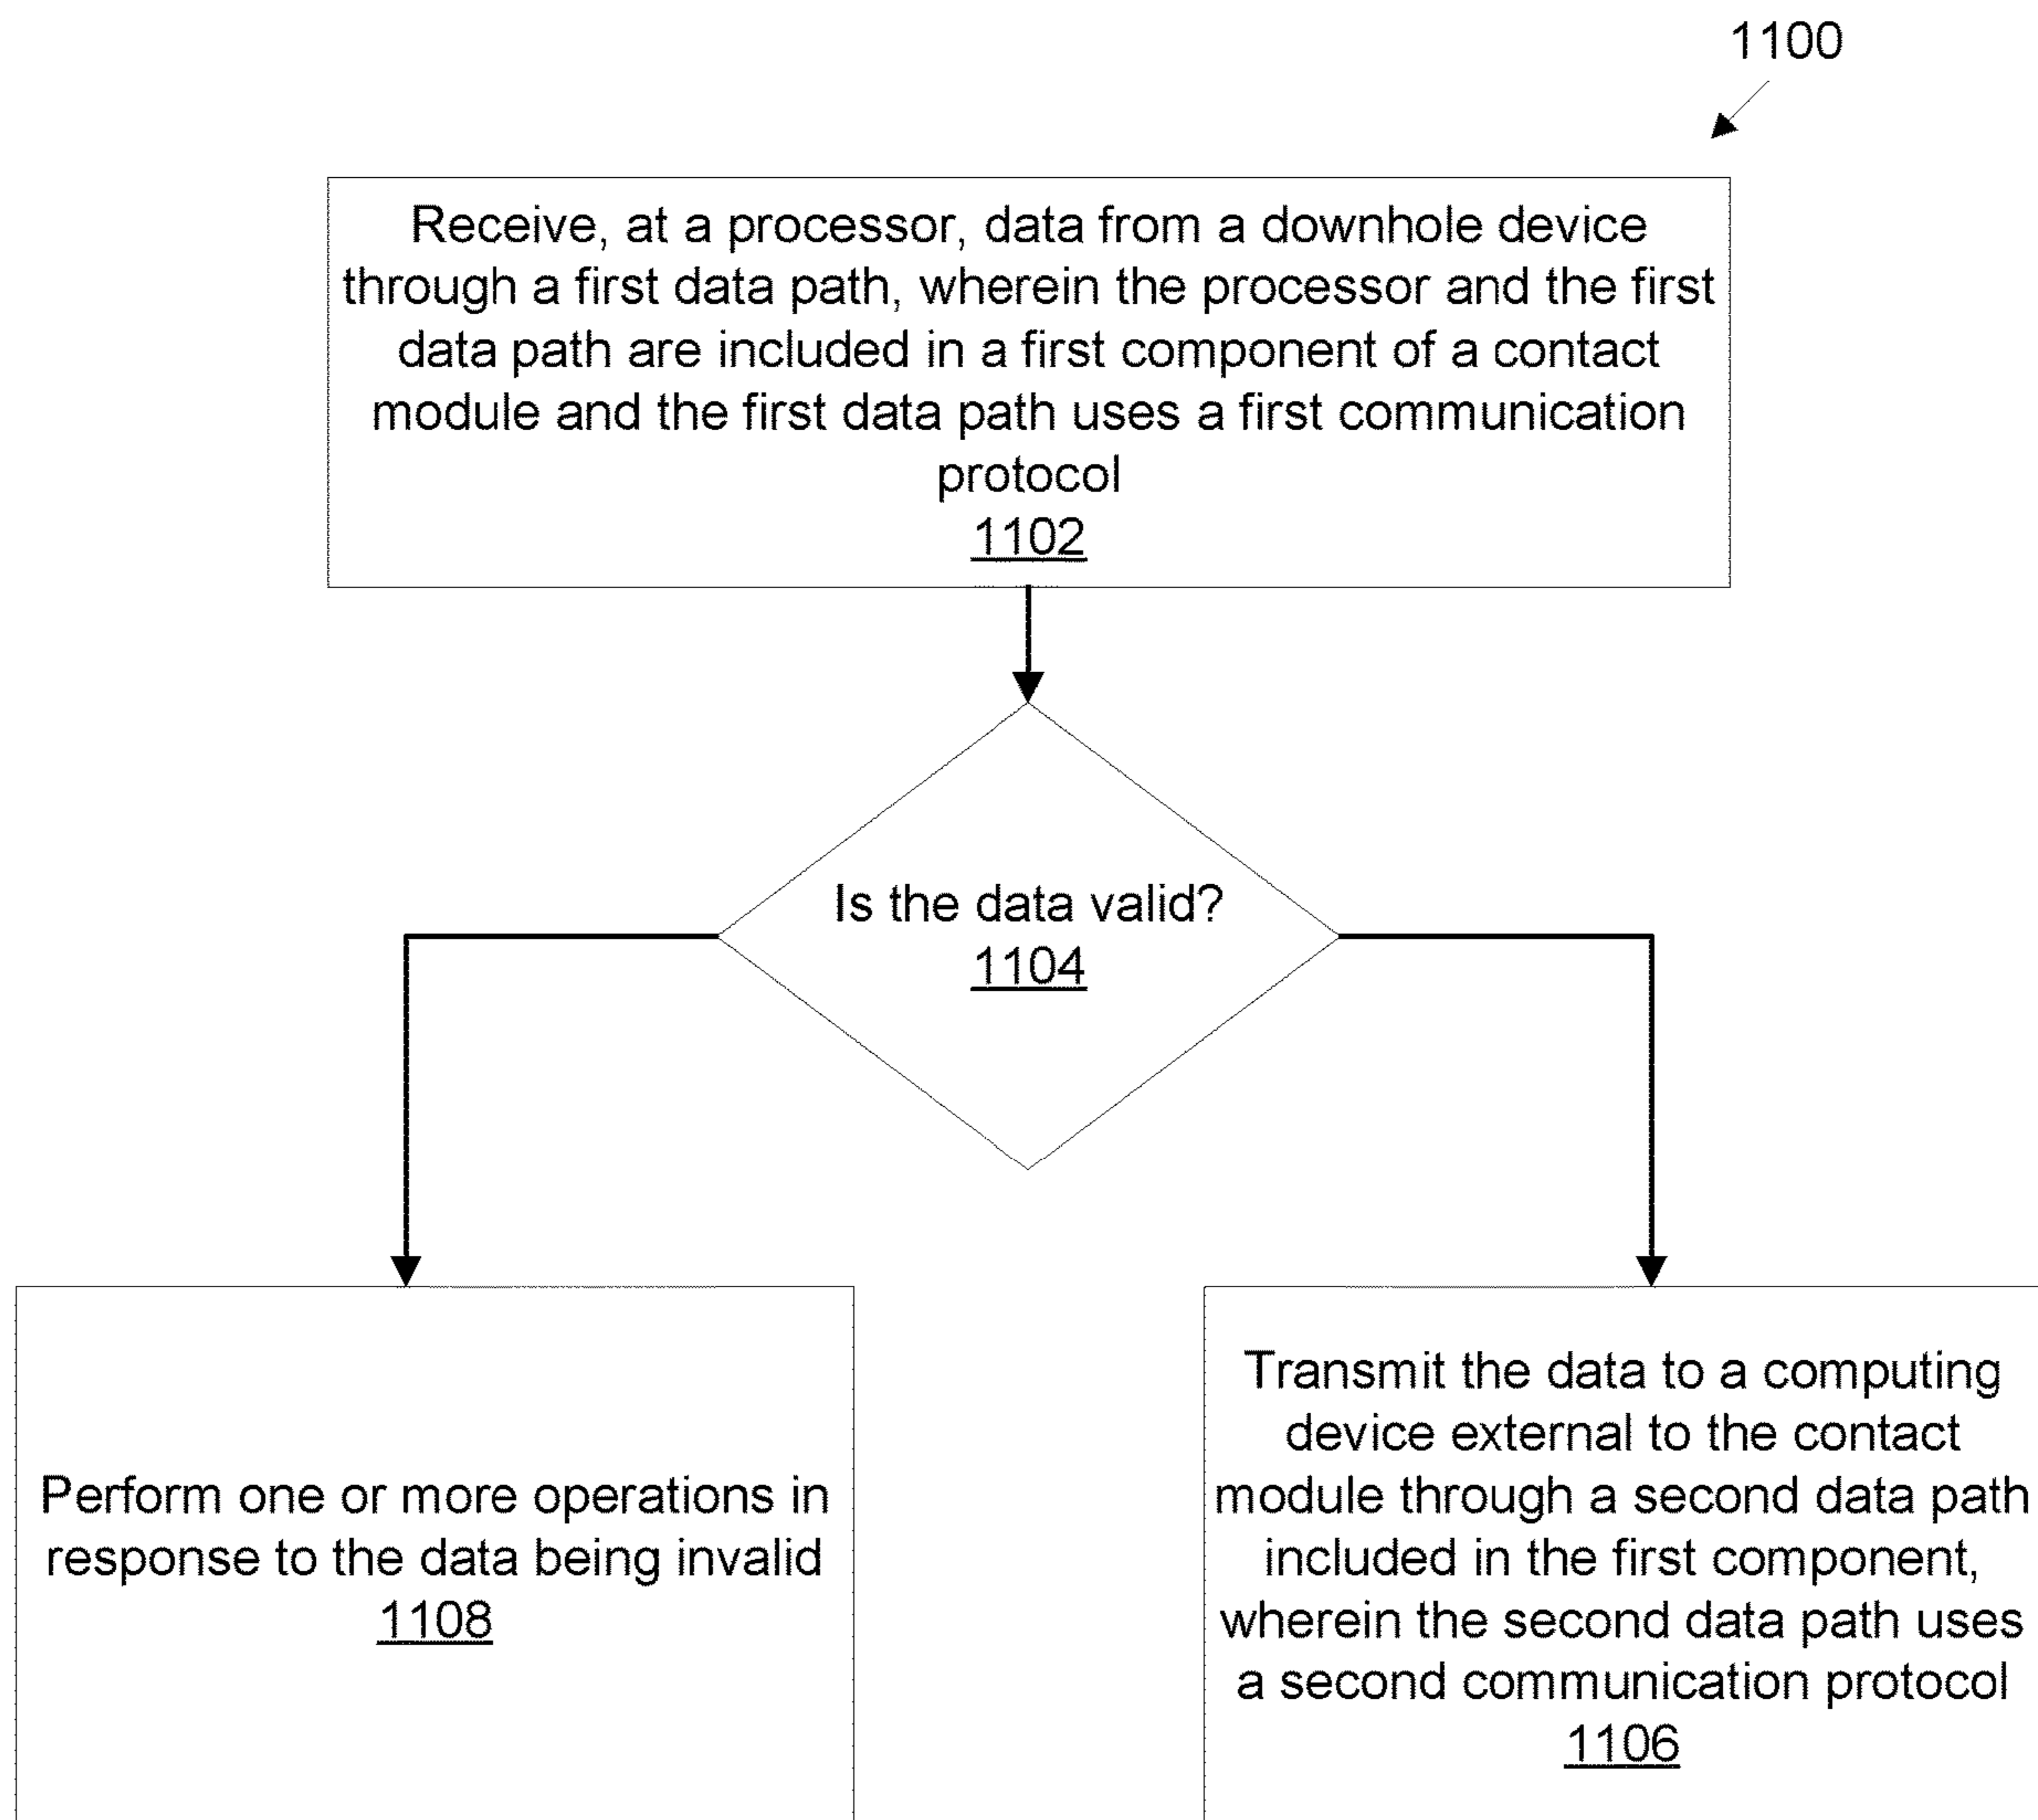 1100
Receive, at a processor, data from a downhole device
through a first data path, wherein the processor and the first
data path are included in a first component of a contact
module and the first data path uses a first communication
protocol
1102
Is the data valid?
1104
Perform one or more operations in
response to the data being invalid
1108
Transmit the data to a computing
device external to the contact
module through a second data path
included in the first component,
wherein the second data path uses
a second communication protocol
1106